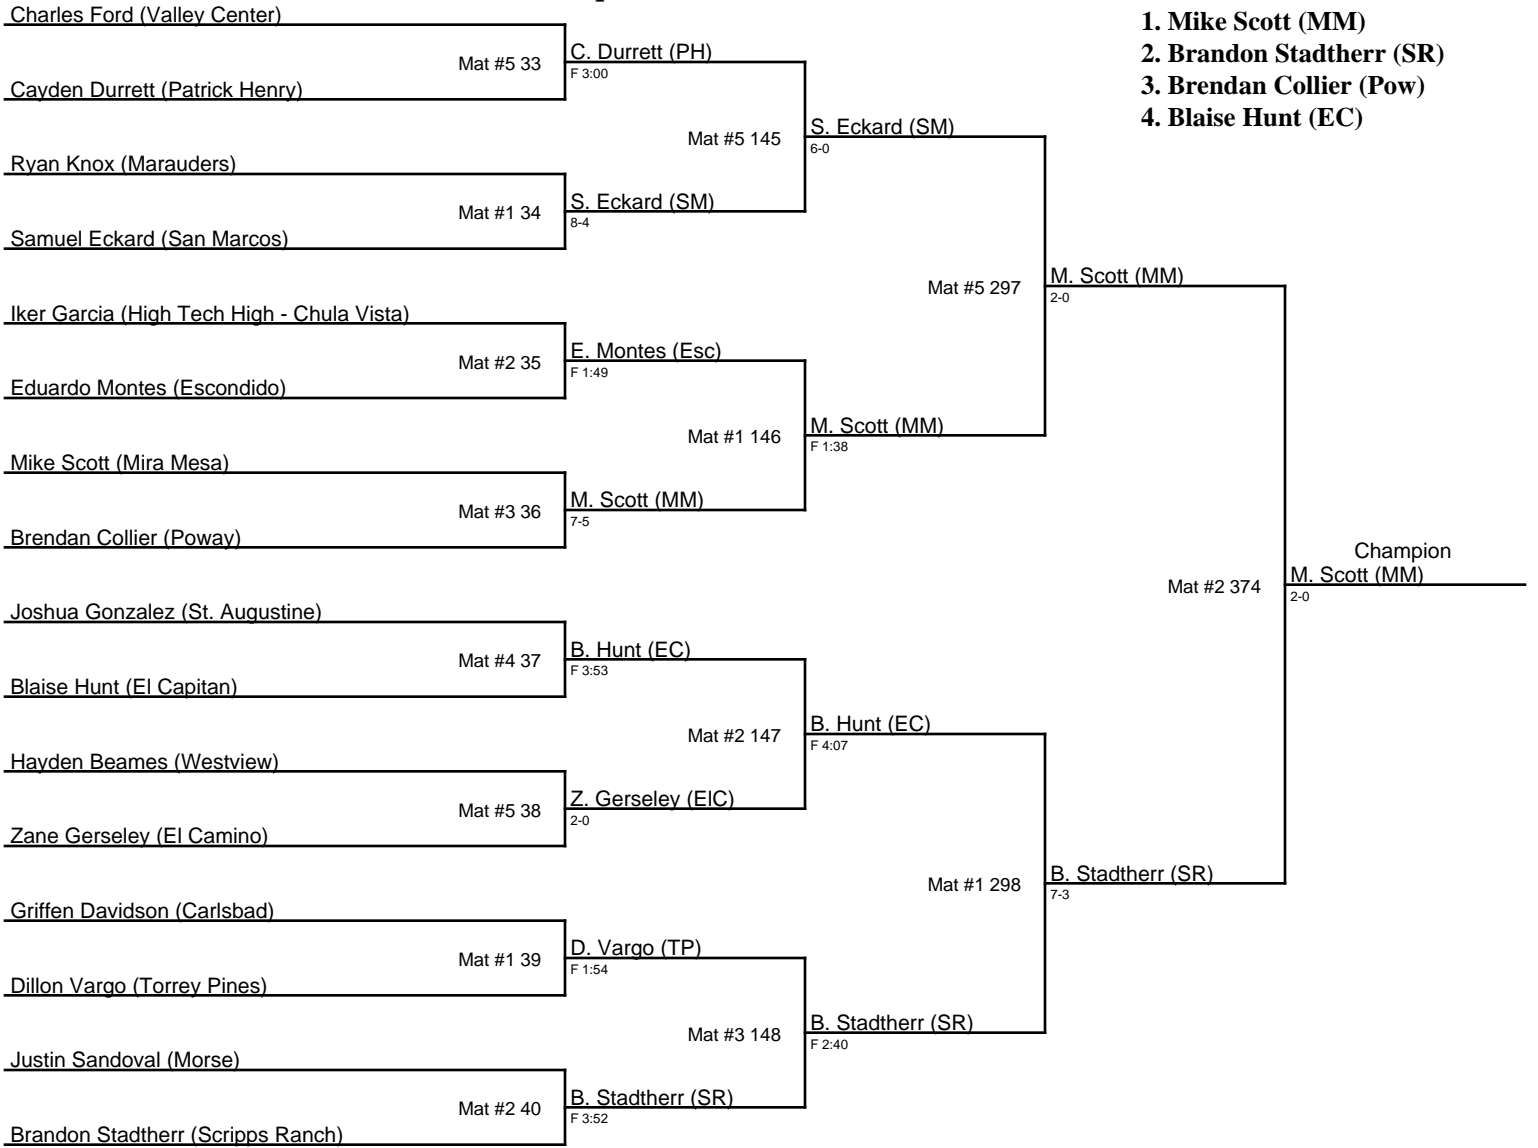 Charles Ford (Valley Center)
Mat #5 33
C. Durrett (PH)
F 3:00
Cayden Durrett (Patrick Henry)
Mat #5 145
S. Eckard (SM)
6-0
Ryan Knox (Marauders)
Mat #1 34
S. Eckard (SM)
8-4
Samuel Eckard (San Marcos)
Mat #5 297
M. Scott (MM)
2-0
Iker Garcia (High Tech High - Chula Vista)
Mat #2 35
E. Montes (Esc)
F 1:49
Eduardo Montes (Escondido)
Mat #1 146
M. Scott (MM)
F 1:38
Mike Scott (Mira Mesa)
Mat #3 36
M. Scott (MM)
7-5
Brendan Collier (Poway)
Champion
Mat #2 374
M. Scott (MM)
2-0
Joshua Gonzalez (St. Augustine)
Mat #4 37
B. Hunt (EC)
F 3:53
Blaise Hunt (El Capitan)
Mat #2 147
B. Hunt (EC)
F 4:07
Hayden Beames (Westview)
Mat #5 38
Z. Gerseley (ElC)
2-0
Zane Gerseley (El Camino)
Mat #1 298
B. Stadtherr (SR)
7-3
Griffen Davidson (Carlsbad)
Mat #1 39
D. Vargo (TP)
F 1:54
Dillon Vargo (Torrey Pines)
Mat #3 148
B. Stadtherr (SR)
F 2:40
Justin Sandoval (Morse)
Mat #2 40
B. Stadtherr (SR)
F 3:52
Brandon Stadtherr (Scripps Ranch)
1. Mike Scott (MM)
2. Brandon Stadtherr (SR)
3. Brendan Collier (Pow)
4. Blaise Hunt (EC)